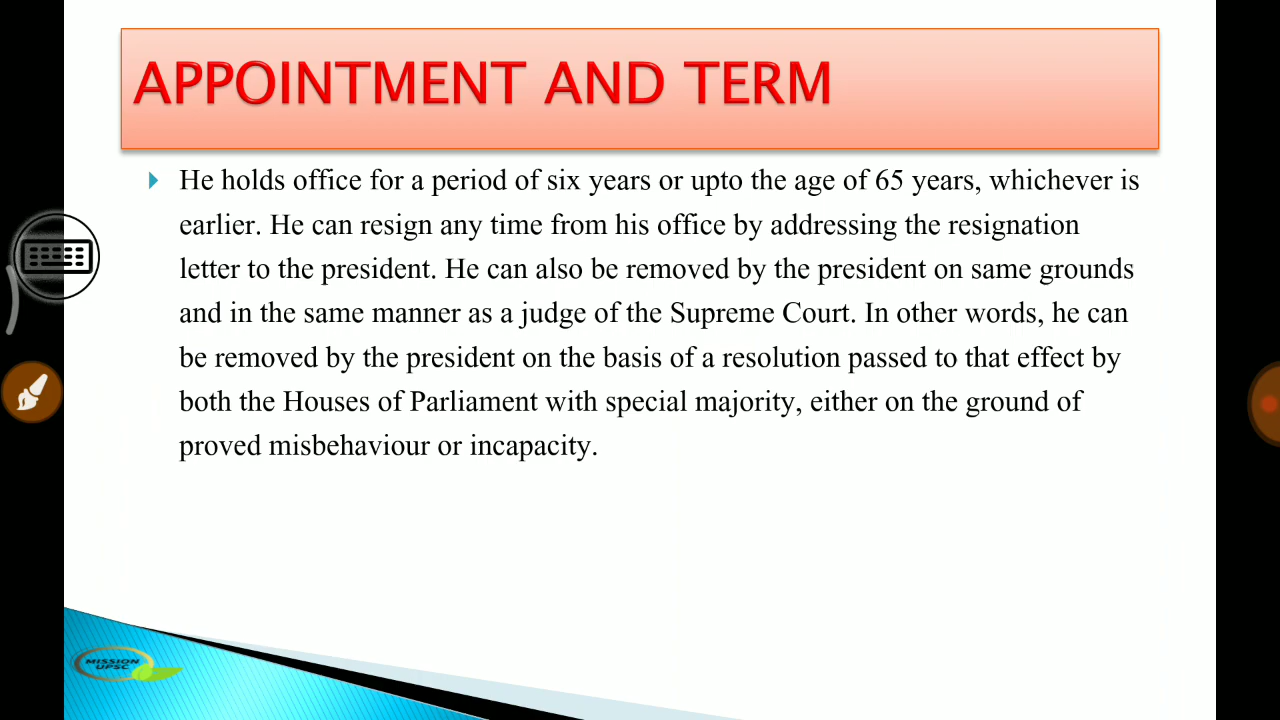 APPOINTMENT AND TERM
He holds office for a period of six years or upto the age of 65 years, whichever is
earlier. He can resign any time from his office by addressing the resignation
letter to the president. He can also be removed by the president on same grounds
and in the same manner as a judge of the Supreme Court. In other words, he can
be removed by the president on the basis of a resolution passed to that effect by
both the Houses of Parliament with special majority, either on the ground of
proved misbehaviour or incapacity.
MISSION
UPSC